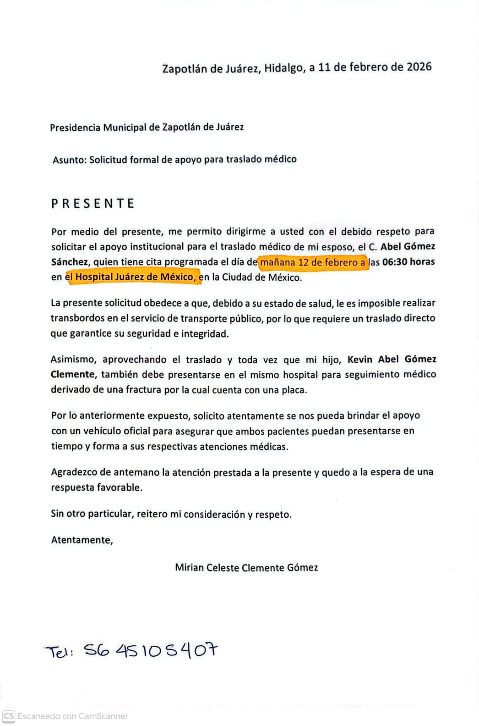 Zapotlán de Juárez, Hidalgo, a 11 de febrero de 2026
Presidencia Municipal de Zapotlán de Juárez
Asunto: Solicitud formal de apoyo para traslado médico
P R E S E N T E
Por medio del presente, me permito dirigirme a usted con el debido respeto para
solicitar el apoyo institucional para el traslado médico de mi esposo, el C. Abel Gómez
Sánchez, quien tiene cita programada el día de mañana 12 de febrero a las 06:30 horas
en el Hospital Juárez de México, en la Ciudad de México.
La presente solicitud obedece a que, debido a su estado de salud, le es imposible realizar
transbordos en el servicio de transporte público, por lo que requiere un traslado directo
que garantice su seguridad e integridad.
Asimismo, aprovechando el traslado y toda vez que mi hijo, Kevin Abel Gómez
Clemente, también debe presentarse en el mismo hospital para seguimiento médico
derivado de una fractura por la cual cuenta con una placa.
Por lo anteriormente expuesto, solicito atentamente se nos pueda brindar el apoyo
con un vehículo oficial para asegurar que ambos pacientes puedan presentarse en
tiempo y forma a sus respectivas atenciones médicas.
Agradezco de antemano la atención prestada a la presente y quedo a la espera de una
respuesta favorable.
Sin otro particular, reitero mi consideración y respeto.
Atentamente,
Mirian Celeste Clemente Gómez
Tel: 56 45105407
CS Escaneado con CamScanner